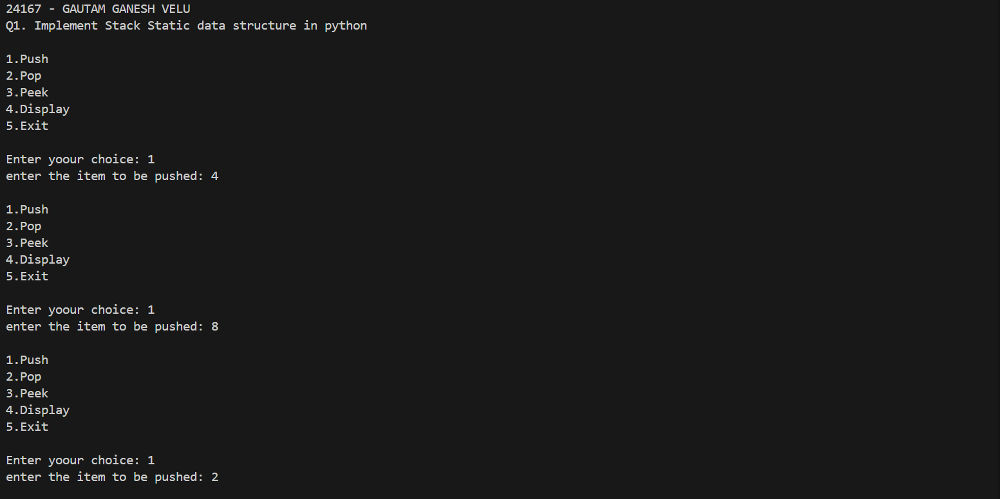 24167 - GAUTAM GANESH VELU
Q1. Implement Stack Static data structure in python
1.Push
2.Pop
3.Peek
4.Display
5.Exit
Enter yoour choice: 1
enter the item to be pushed: 4
1.Push
2.Pop
3.Peek
4.Display
5.Exit
Enter yoour choice: 1
enter the item to be pushed: 8
1.Push
2.Pop
3.Peek
4.Display
5.Exit
Enter yoour choice: 1
enter the item to be pushed: 2